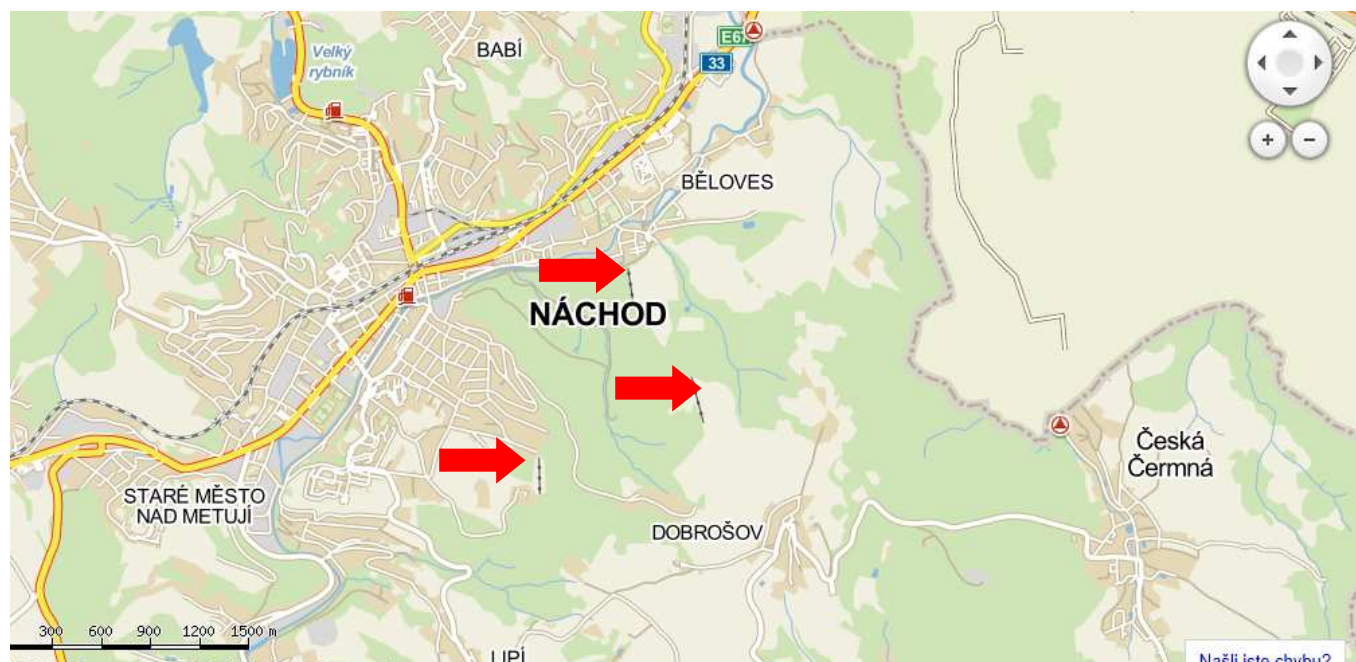 BABÍ
Velký
rybník
E67
33
BĚLOVES
NÁCHOD
Česká
Čermná
STARÉ MĚSTO
NAD METUJÍ
DOBROŠOV
LIPÍ
300 600 900 1200 1500 m
Našli jste chybu?